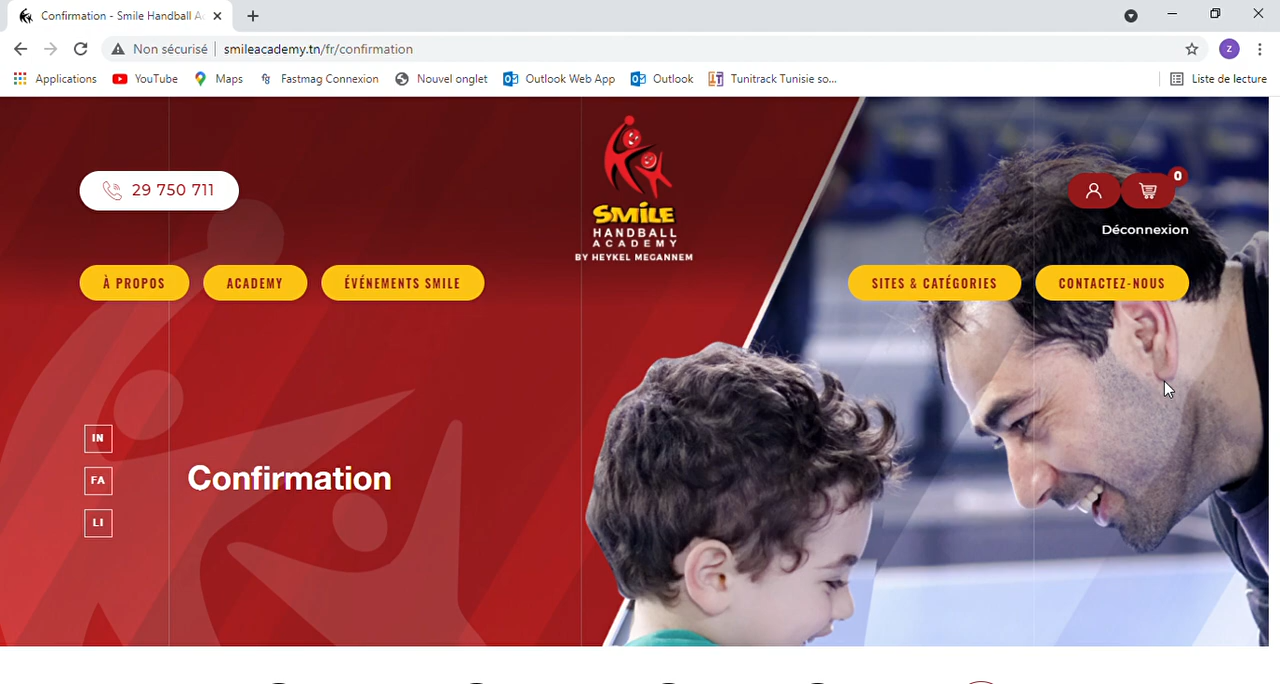 Confirmation - Smile Handball Ac
Non sécurisé
smileacademy.tn/fr/confirmation
Z
Applications
YouTube
Maps
Fastmag Connexion
Nouvel onglet
Outlook Web App
Outlook
Tunitrack Tunisie so...
Liste de lecture
29 750 711
SMiLE
HANDBALL
ACADEMY
BY HEYKEL MEGANNEM
0
Déconnexion
À PROPOS
ACADEMY
ÉVÉNEMENTS SMILE
SITES & CATÉGORIES
CONTACTEZ-NOUS
IN
FA
LI
Confirmation